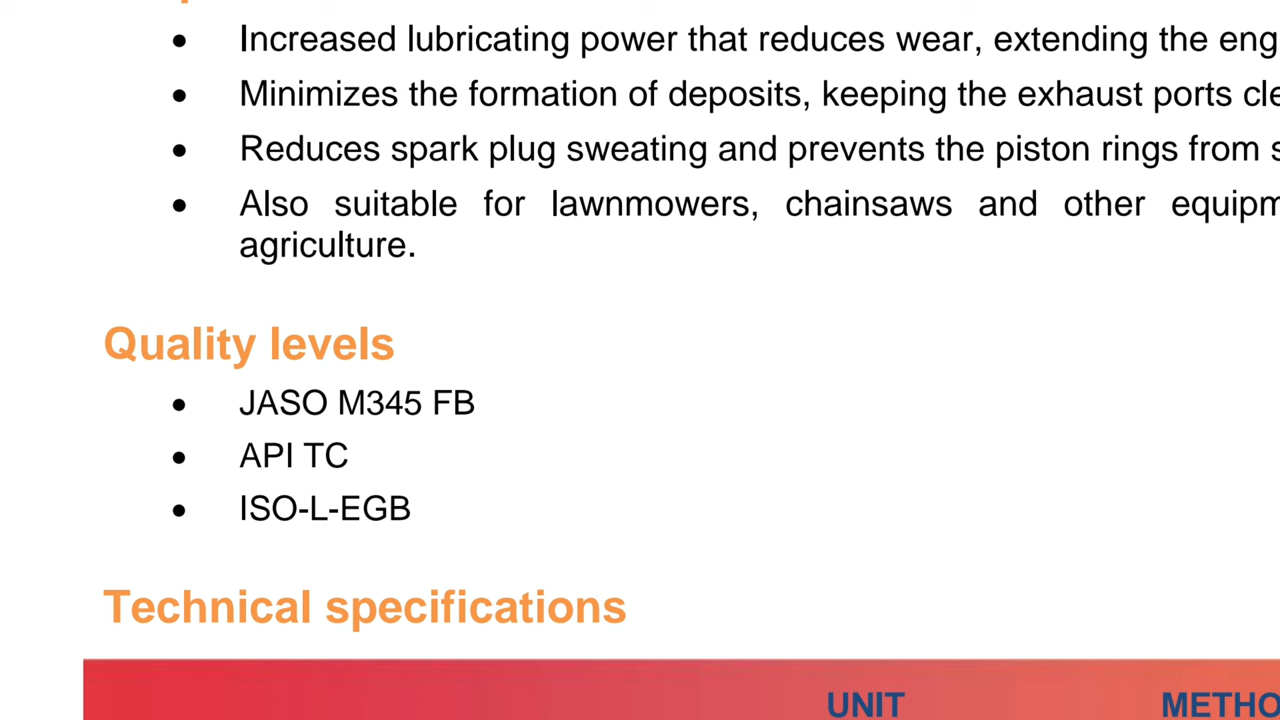 Increased lubricating power that reduces wear, extending the eng
Minimizes the formation of deposits, keeping the exhaust ports cle
Reduces spark plug sweating and prevents the piston rings from s
Also suitable for lawnmowers, chainsaws and other equipm
agriculture.
Quality levels
JASO M345 FB
API TC
ISO-L-EGB
Technical specifications
UNIT METHO